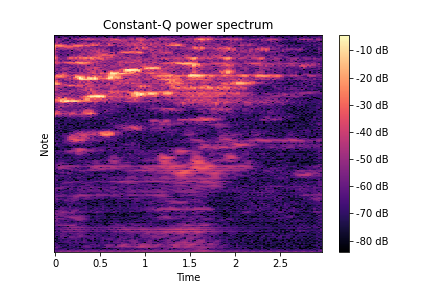 Constant-Q power spectrum
Note
0
0.5
1
1.5
2
2.5
Time
-10 dB
-20 dB
-30 dB
-40 dB
-50 dB
-60 dB
-70 dB
-80 dB